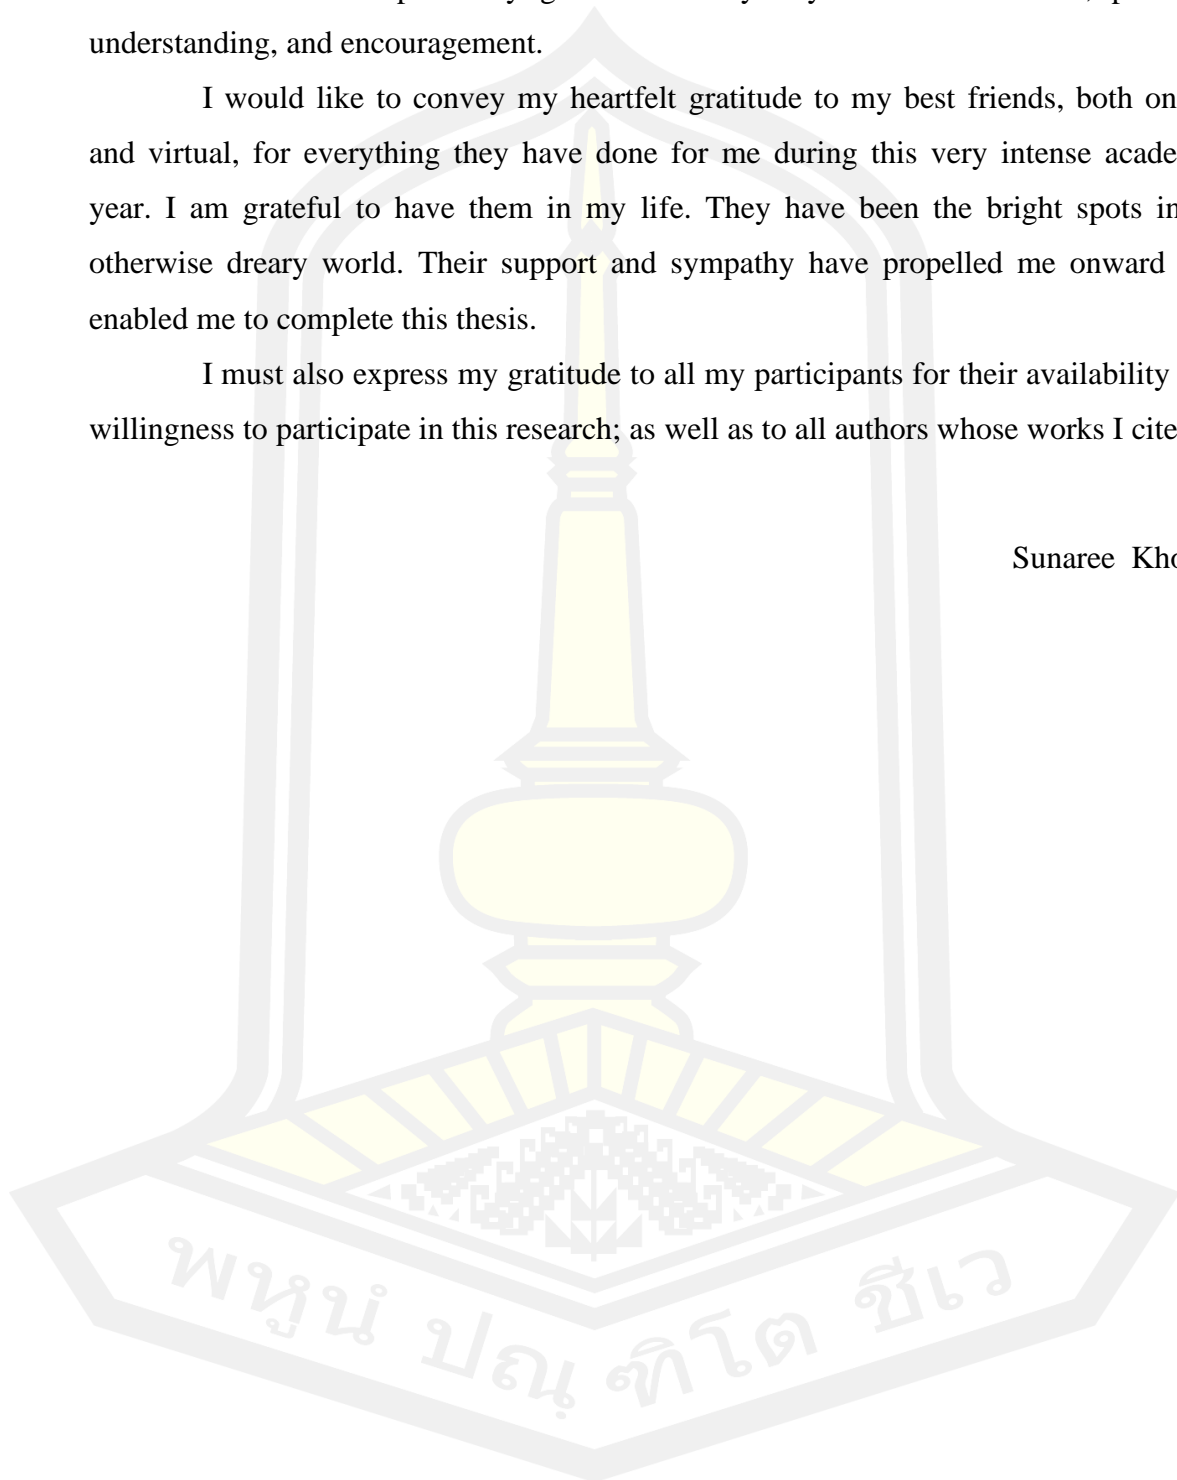 understanding, and encouragement.
I would like to convey my heartfelt gratitude to my best friends, both
and virtual, for everything they have done for me during this very intense
year. I am grateful to have them in my life. They have been the bright spots in
otherwise dreary world. Their support and sympathy have propelled me onward
enabled me to complete this thesis.
I must also express my gratitude to all my participants for their availability
willingness to participate in this research; as well as to all authors whose works I cite
Sunaree
พหูนํ ปณฺฑิโต ชีเว